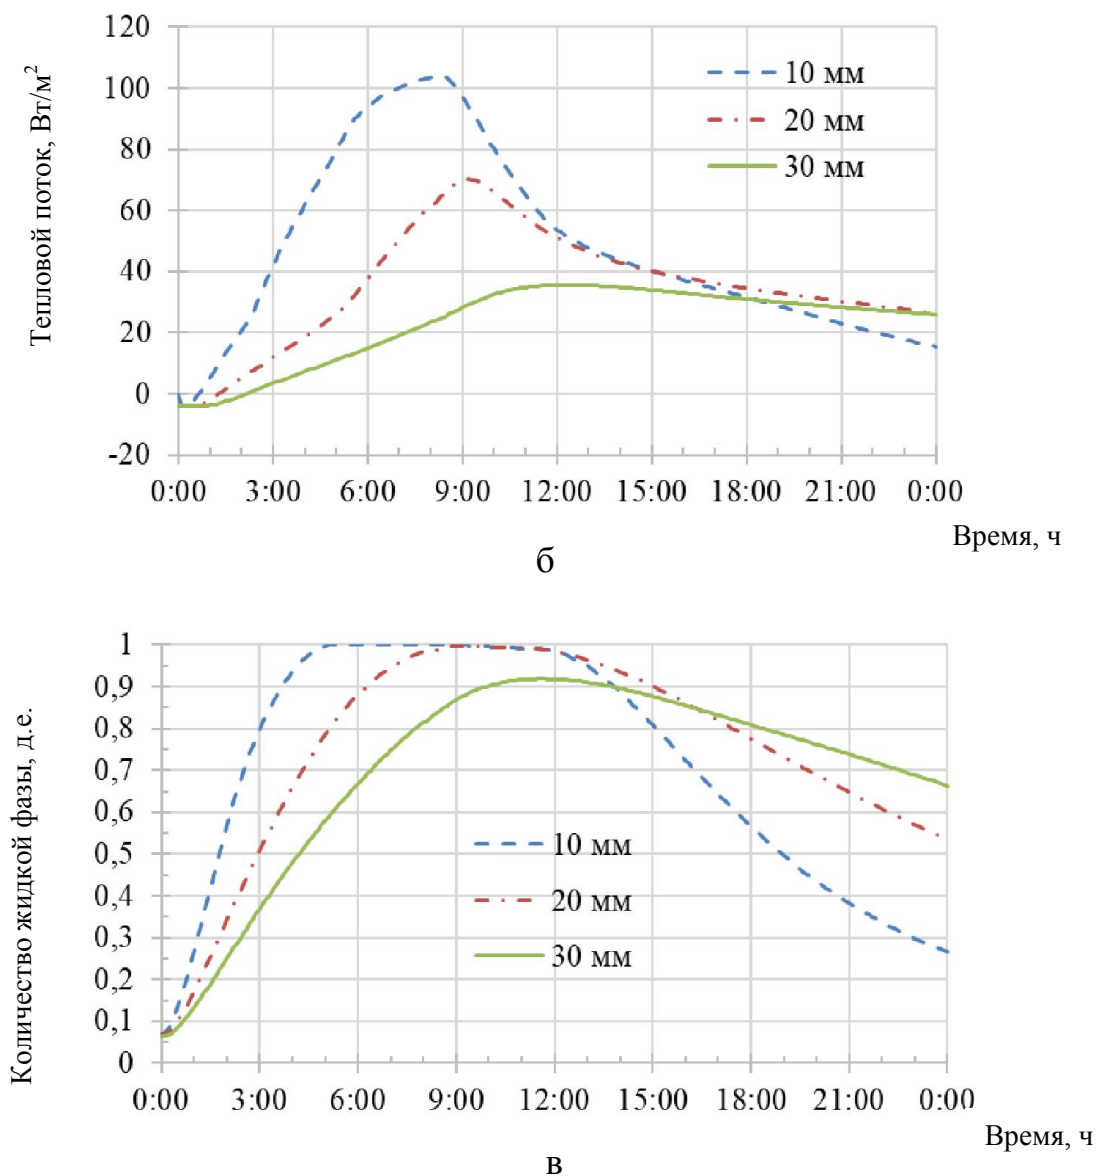 Тепловой поток, Вт/м²
120
100
80
60
40
20
0
-20
10 мм
20 мм
30 мм
0:00 3:00 6:00 9:00 12:00 15:00 18:00 21:00 0:00
Время, ч
б
Количество жидкой фазы, д.е.
1
0,9
0,8
0,7
0,6
0,5
0,4
0,3
0,2
0,1
0
10 мм
20 мм
30 мм
0:00 3:00 6:00 9:00 12:00 15:00 18:00 21:00 0:00
Время, ч
в